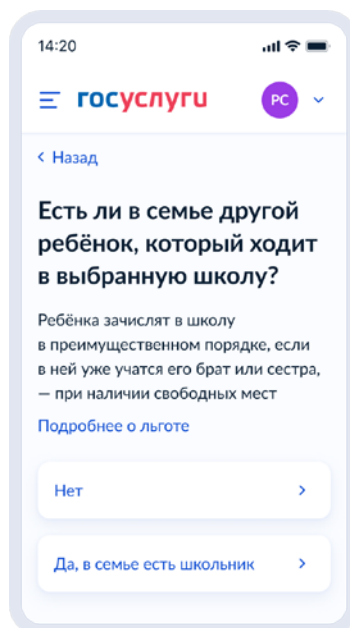 14:20
госуслуги
РС
Назад
Есть ли в семье другой
ребёнок, который ходит
в выбранную школу?
Ребёнка зачислят в школу
в преимущественном порядке, если
в ней уже учатся его брат или сестра,
— при наличии свободных мест
Подробнее о льготе
Нет
Да, в семье есть школьник